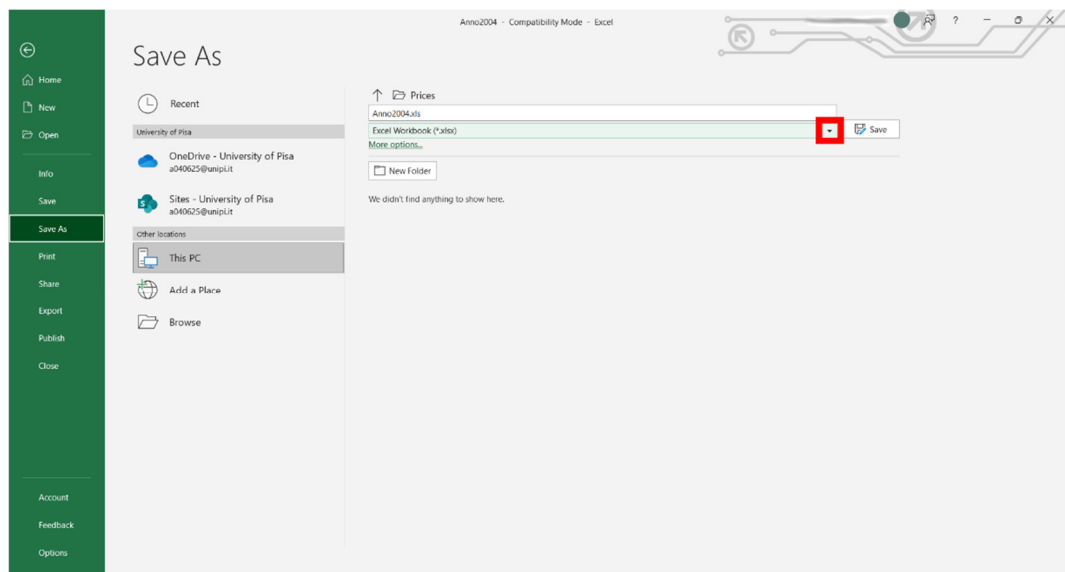 Anno2004 - Compatibility Mode - Excel
?
Save As
Home
New
Open
Info
Save
Save As
Print
Share
Export
Publish
Close
Account
Feedback
Options
Recent
University of Pisa
OneDrive - University of Pisa
a040625@unipi.it
Sites - University of Pisa
a040625@unipi.it
Other locations
This PC
Add a Place
Browse
Prices
Anno2004.xls
Excel Workbook (*.xlsx)
Save
More options...
New Folder
We didn't find anything to show here.